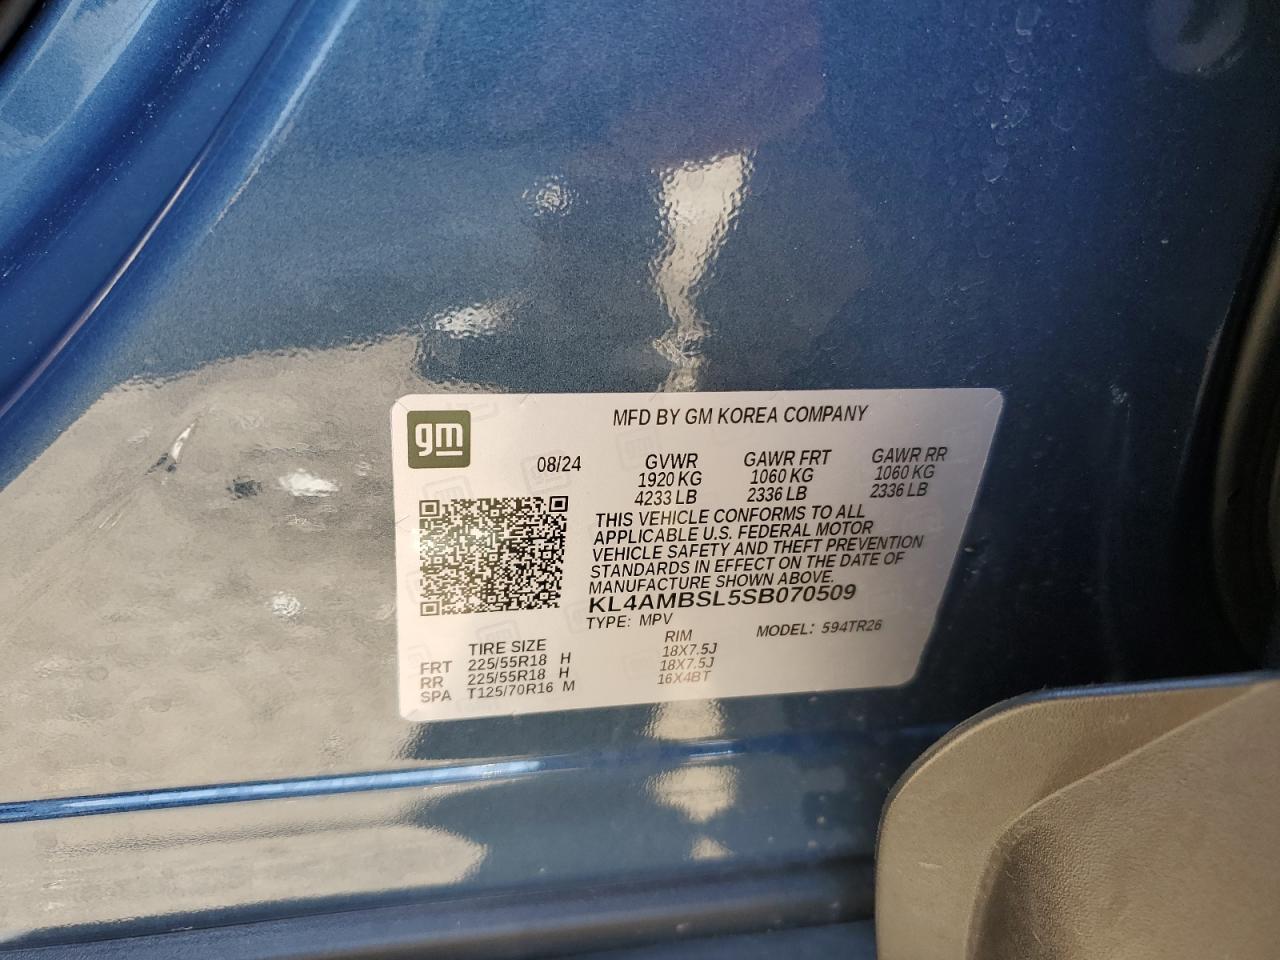 gm
MFD BY GM KOREA COMPANY
08/24 GVWR GAWR FRT GAWR RR
1920 KG 1060 KG 1060 KG
4233 LB 2336 LB 2336 LB
THIS VEHICLE CONFORMS TO ALL
APPLICABLE U.S. FEDERAL MOTOR
VEHICLE SAFETY AND THEFT PREVENTION
STANDARDS IN EFFECT ON THE DATE OF
MANUFACTURE SHOWN ABOVE.
KL4AMBSL5SB070509
TYPE: MPV MODEL: 594TR26
TIRE SIZE RIM
FRT 225/55R18 H 18X7.5J
RR 225/55R18 H 18X7.5J
SPA T125/70R16 M 16X4BT